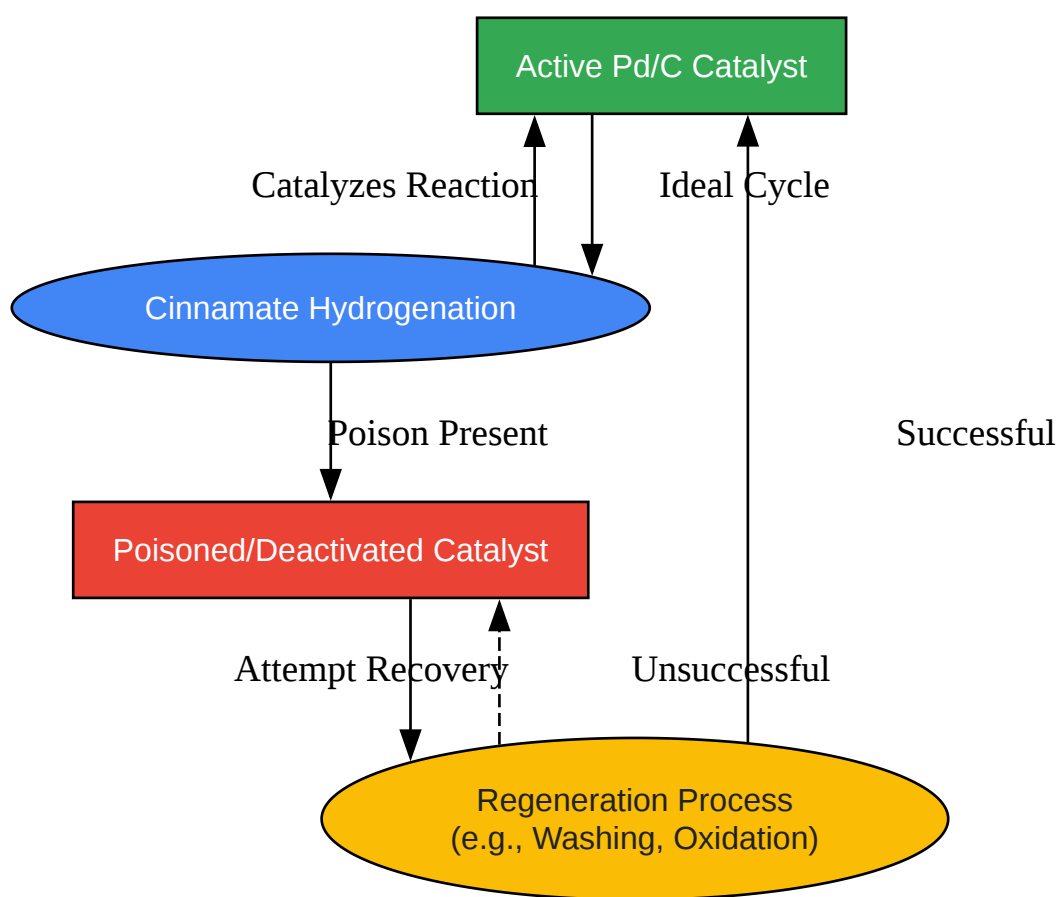 Active Pd/C Catalyst
Catalyzes Reaction
Ideal Cycle
Cinnamate Hydrogenation
Poison Present
Successful
Poisoned/Deactivated Catalyst
Attempt Recovery
Unsuccessful
Regeneration Process
(e.g., Washing, Oxidation)